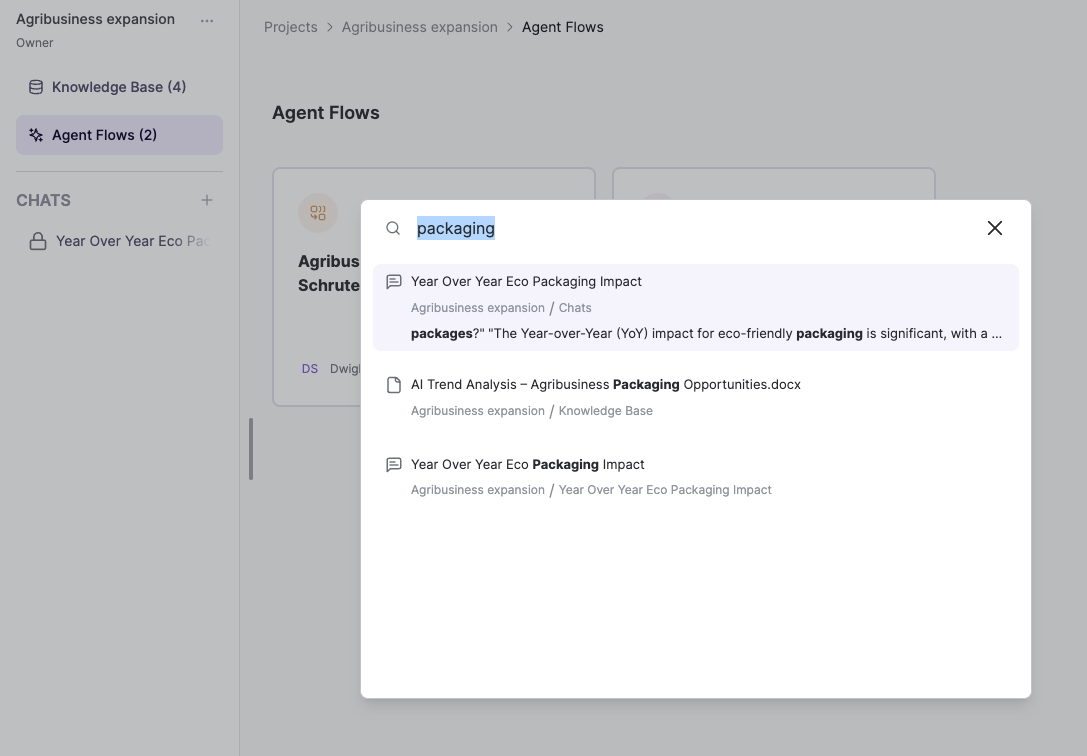 Agribusiness expansion
Owner
Knowledge Base (4)
Agent Flows (2)
CHATS
Year Over Year Eco
Projects > Agribusiness expansion > Agent Flows
Agent Flows
Agribus
Schrute
DS
packaging
Year Over Year Eco Packaging Impact
Agribusiness expansion / Chats
packages?" "The Year-over-Year (YoY) impact for eco-friendly packaging is significant, with a ...
AI Trend Analysis – Agribusiness Packaging Opportunities.docx
Agribusiness expansion / Knowledge Base
Year Over Year Eco Packaging Impact
Agribusiness expansion / Year Over Year Eco Packaging Impact